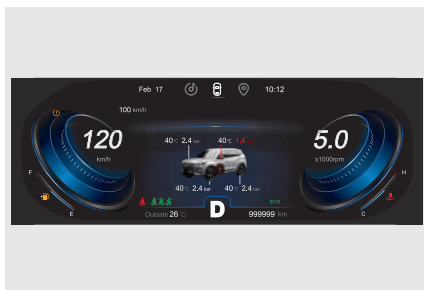 Feb 17 10:12
100 km/h
120
km/h
5.0
x1000rpm
40℃ 2.4 bar 40℃ 1.4 bar
40℃ 2.4 bar 40℃ 2.4 bar
F
E
H
C
ECO
Outside 26℃
D
999999 km